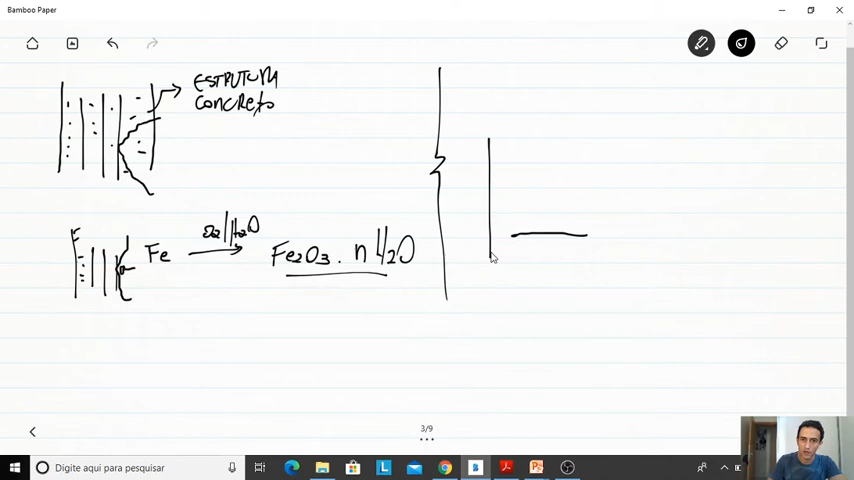 Bamboo Paper
ESTRUTURA
CONCRETO
Fe O2/H2O Fe2O3 . n H2O
3/9
Digite aqui para pesquisar